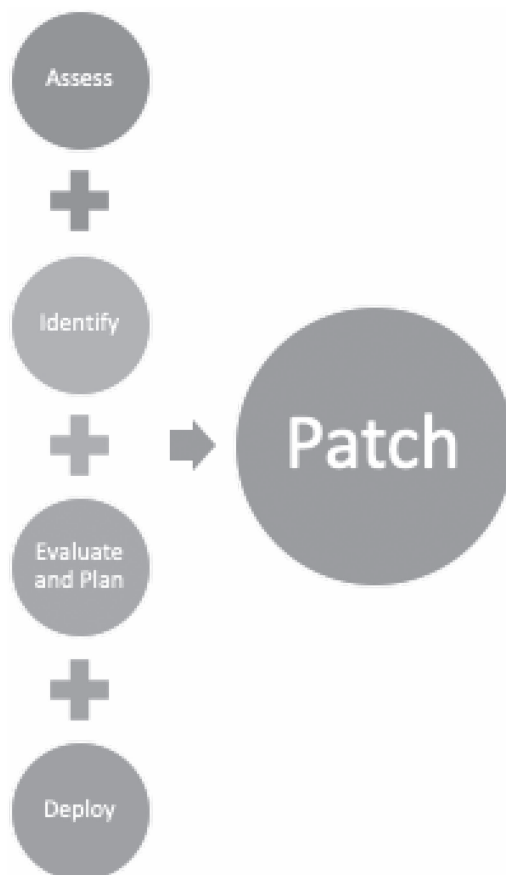 Assess
Identify
Evaluate
and Plan
Deploy
Patch